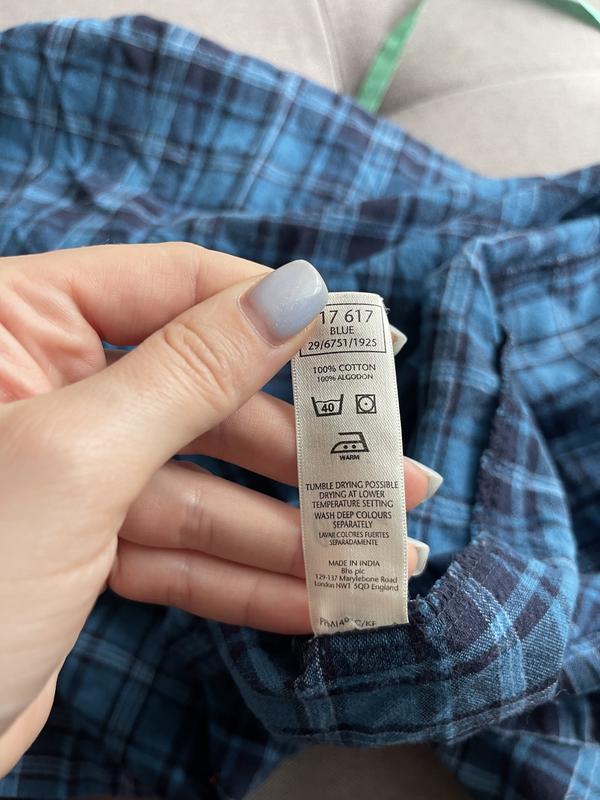 17 617
BLUE
29/6751/1925
100% COTTON
100% ALGODON
40
WARM
TUMBLE DRYING POSSIBLE
DRYING AT LOWER
TEMPERATURE SETTING
WASH DEEP COLOURS
SEPARATELY
LAVAR COLORES FUERTES
SEPARADAMENTE
MADE IN INDIA
Bhs plc
129-137 Marylebone Road
London NW1 5QD England